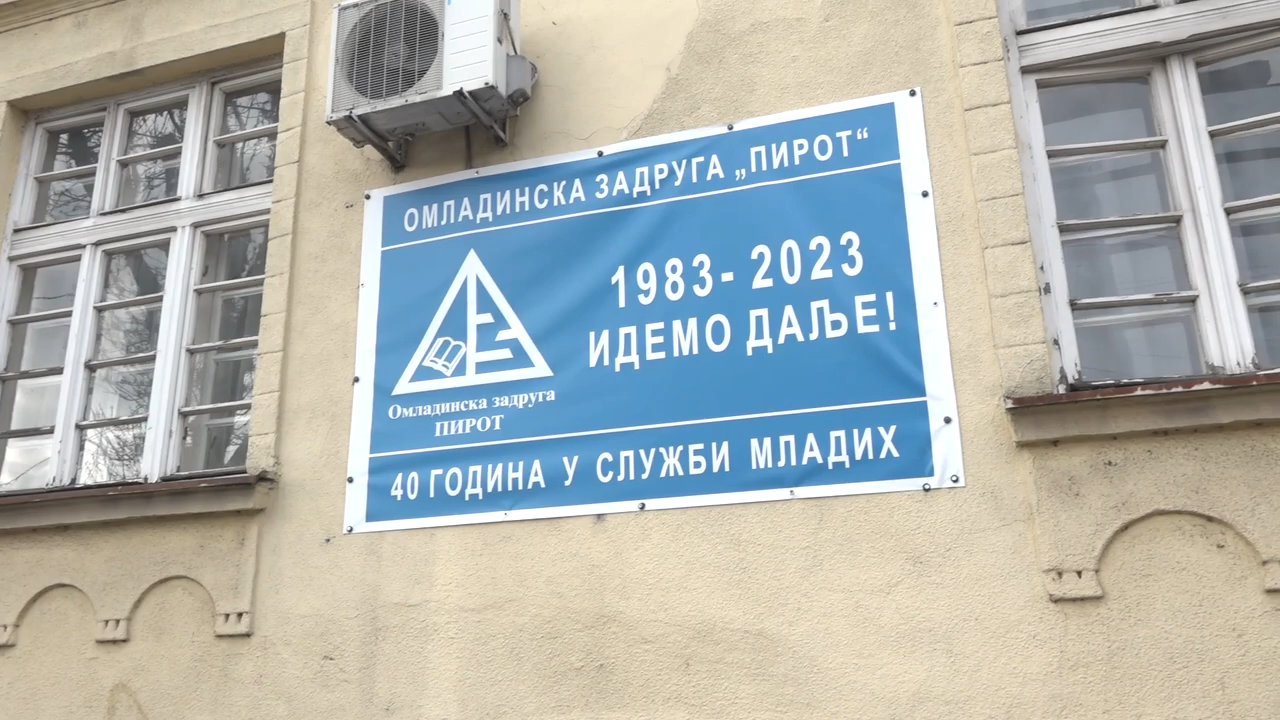 ОМЛАДИНСКА ЗАДРУГА „ПИРОТ“
1983- 2023
ИДЕМО ДАЉЕ!
Омладинска задруга
ПИРОТ
40 ГОДИНА У СЛУЖБИ МЛАДИХ